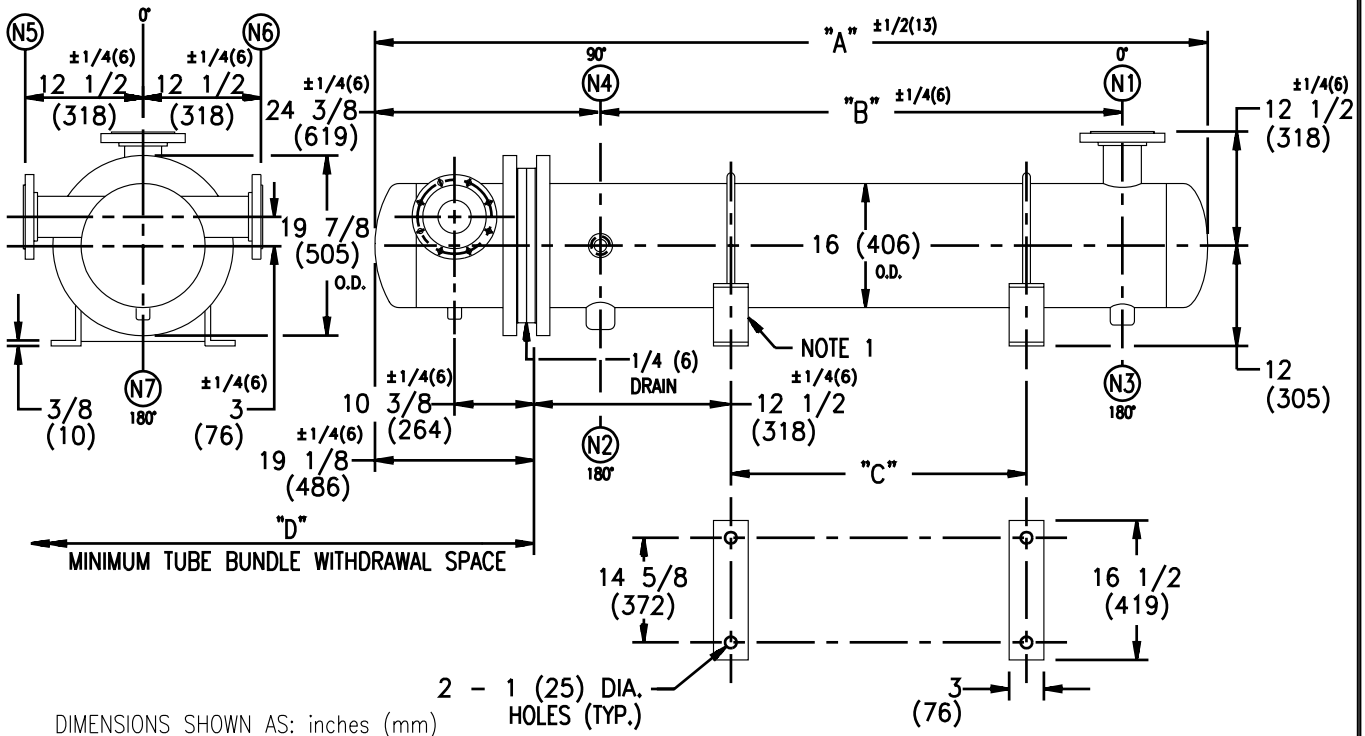 N5
0°
N6
±1/4(6)
±1/4(6)
12 1/2
(318)
12 1/2
(318)
"A" ±1/2(13)
90°
N4
0°
N1
±1/4(6)
24 3/8
(619)
"B" ±1/4(6)
±1/4(6)
12 1/2
(318)
19 7/8
(505)
O.D.
16 (406)
O.D.
NOTE 1
1/4 (6)
DRAIN
N7
180°
3/8
(10)
±1/4(6)
3
(76)
±1/4(6)
10 3/8
(264)
±1/4(6)
12 1/2
(318)
N3
180°
12
(305)
±1/4(6)
19 1/8
(486)
N2
180°
"C"
"D"
MINIMUM TUBE BUNDLE WITHDRAWAL SPACE
14 5/8
(372)
16 1/2
(419)
2 - 1 (25) DIA.
HOLES (TYP.)
3
(76)
DIMENSIONS SHOWN AS: inches (mm)